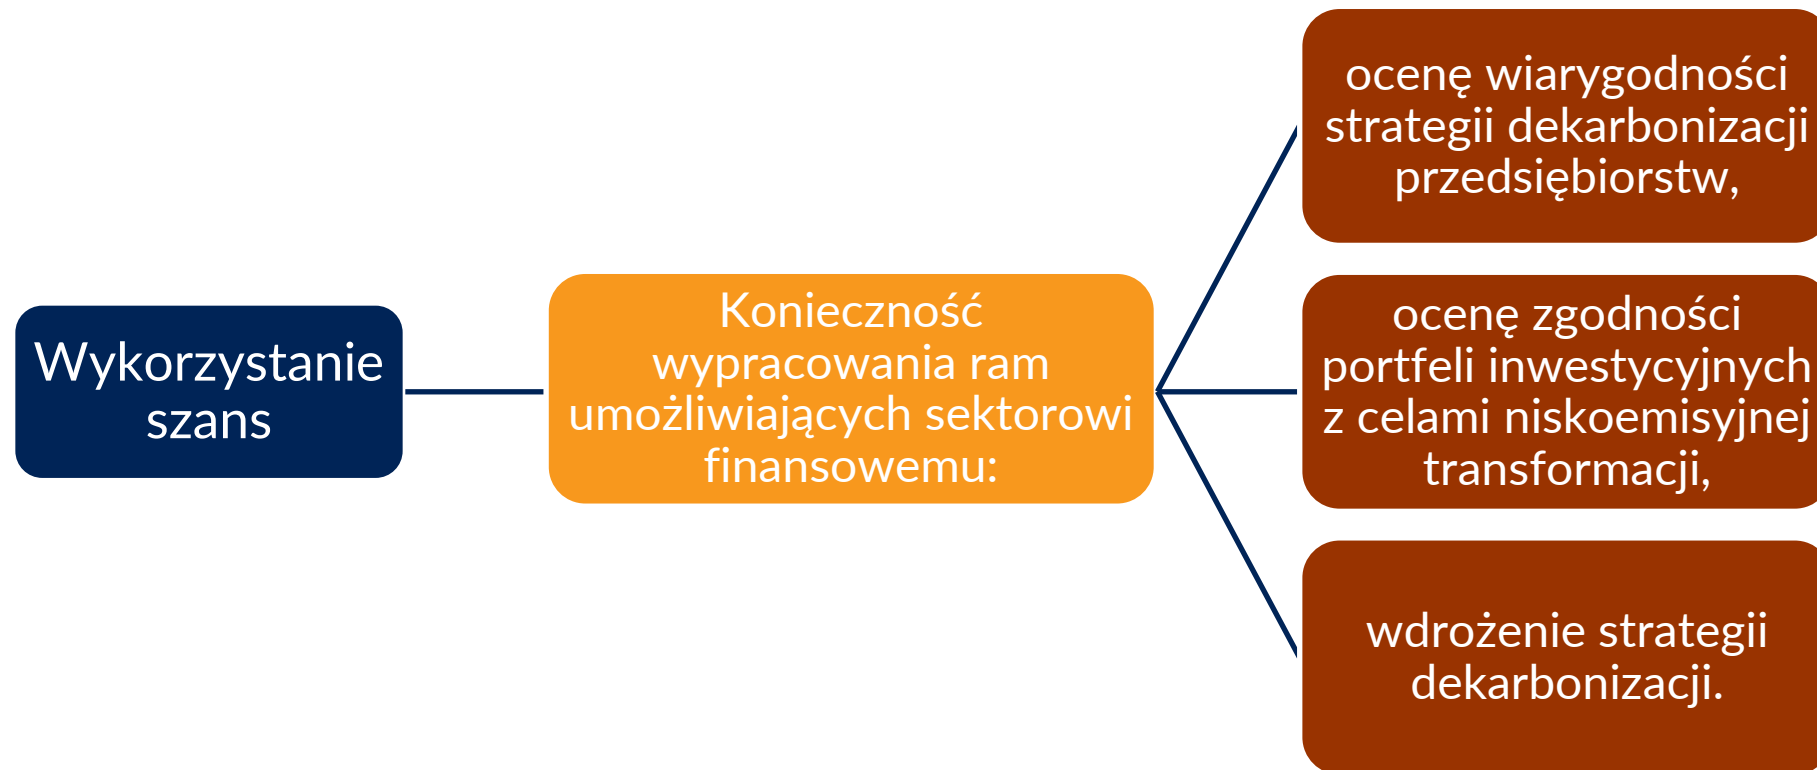 Wykorzystanie
szans
Konieczność
wypracowania ram
umożliwiających sektorowi
finansowemu:
ocenę wiarygodności
strategii dekarbonizacji
przedsiębiorstw,
ocenę zgodności
portfeli inwestycyjnych
z celami niskoemisyjnej
transformacji,
wdrożenie strategii
dekarbonizacji.